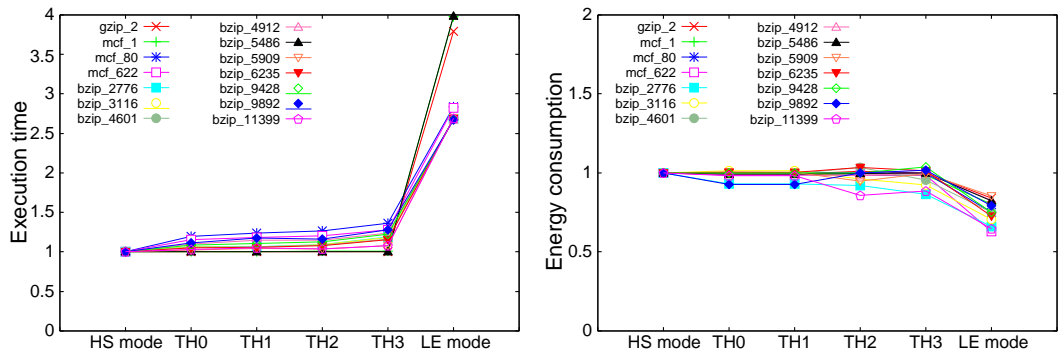 Execution time
4
3.5
3
2.5
2
1.5
1
0.5
0
gzip_2
mcf_1
mcf_80
mcf_622
bzip_2776
bzip_3116
bzip_4601
bzip_4912
bzip_5486
bzip_5909
bzip_6235
bzip_9428
bzip_9892
bzip_11399
HS mode TH0 TH1 TH2 TH3 LE mode
Energy consumption
2
1.5
1
0.5
0
gzip_2
mcf_1
mcf_80
mcf_622
bzip_2776
bzip_3116
bzip_4601
bzip_4912
bzip_5486
bzip_5909
bzip_6235
bzip_9428
bzip_9892
bzip_11399
HS mode TH0 TH1 TH2 TH3 LE mode